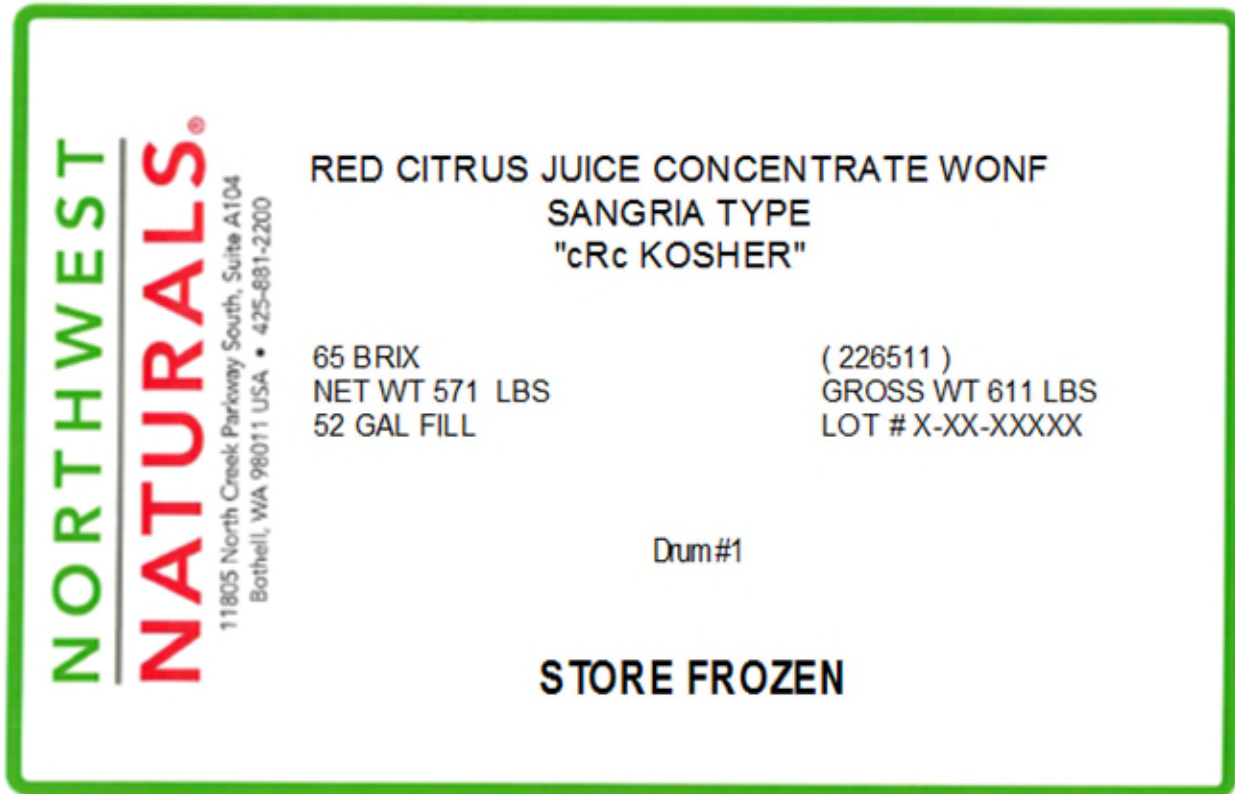 NORTHWEST
NATURALS®
11805 North Creek Parkway South, Suite A104
Bothell, WA 98011 USA • 425-881-2200
RED CITRUS JUICE CONCENTRATE WONF
SANGRIA TYPE
"cRc KOSHER"
65 BRIX
NET WT 571 LBS
52 GAL FILL
( 226511 )
GROSS WT 611 LBS
LOT # X-XX-XXXXX
Drum #1
STORE FROZEN